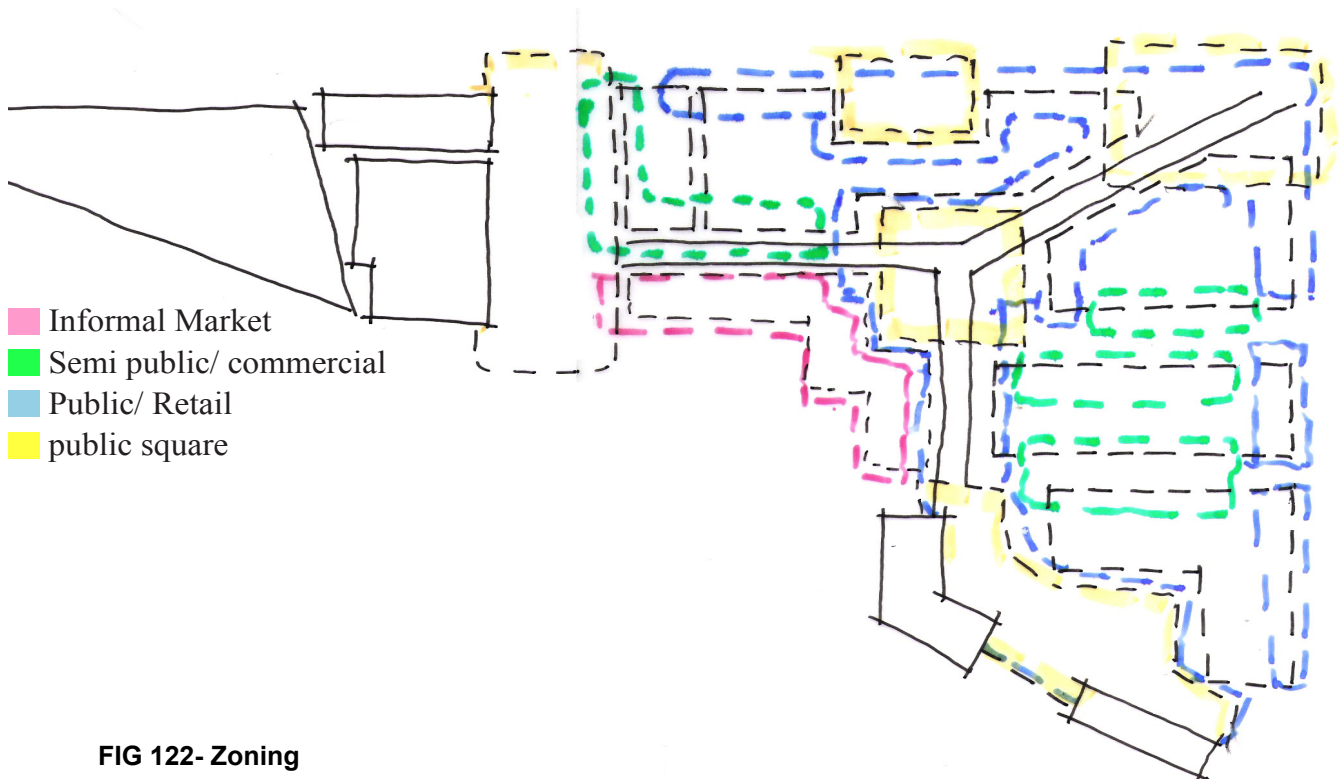 Informal Market
Semi public/ commercial
Public/ Retail
public square
FIG 122- Zoning